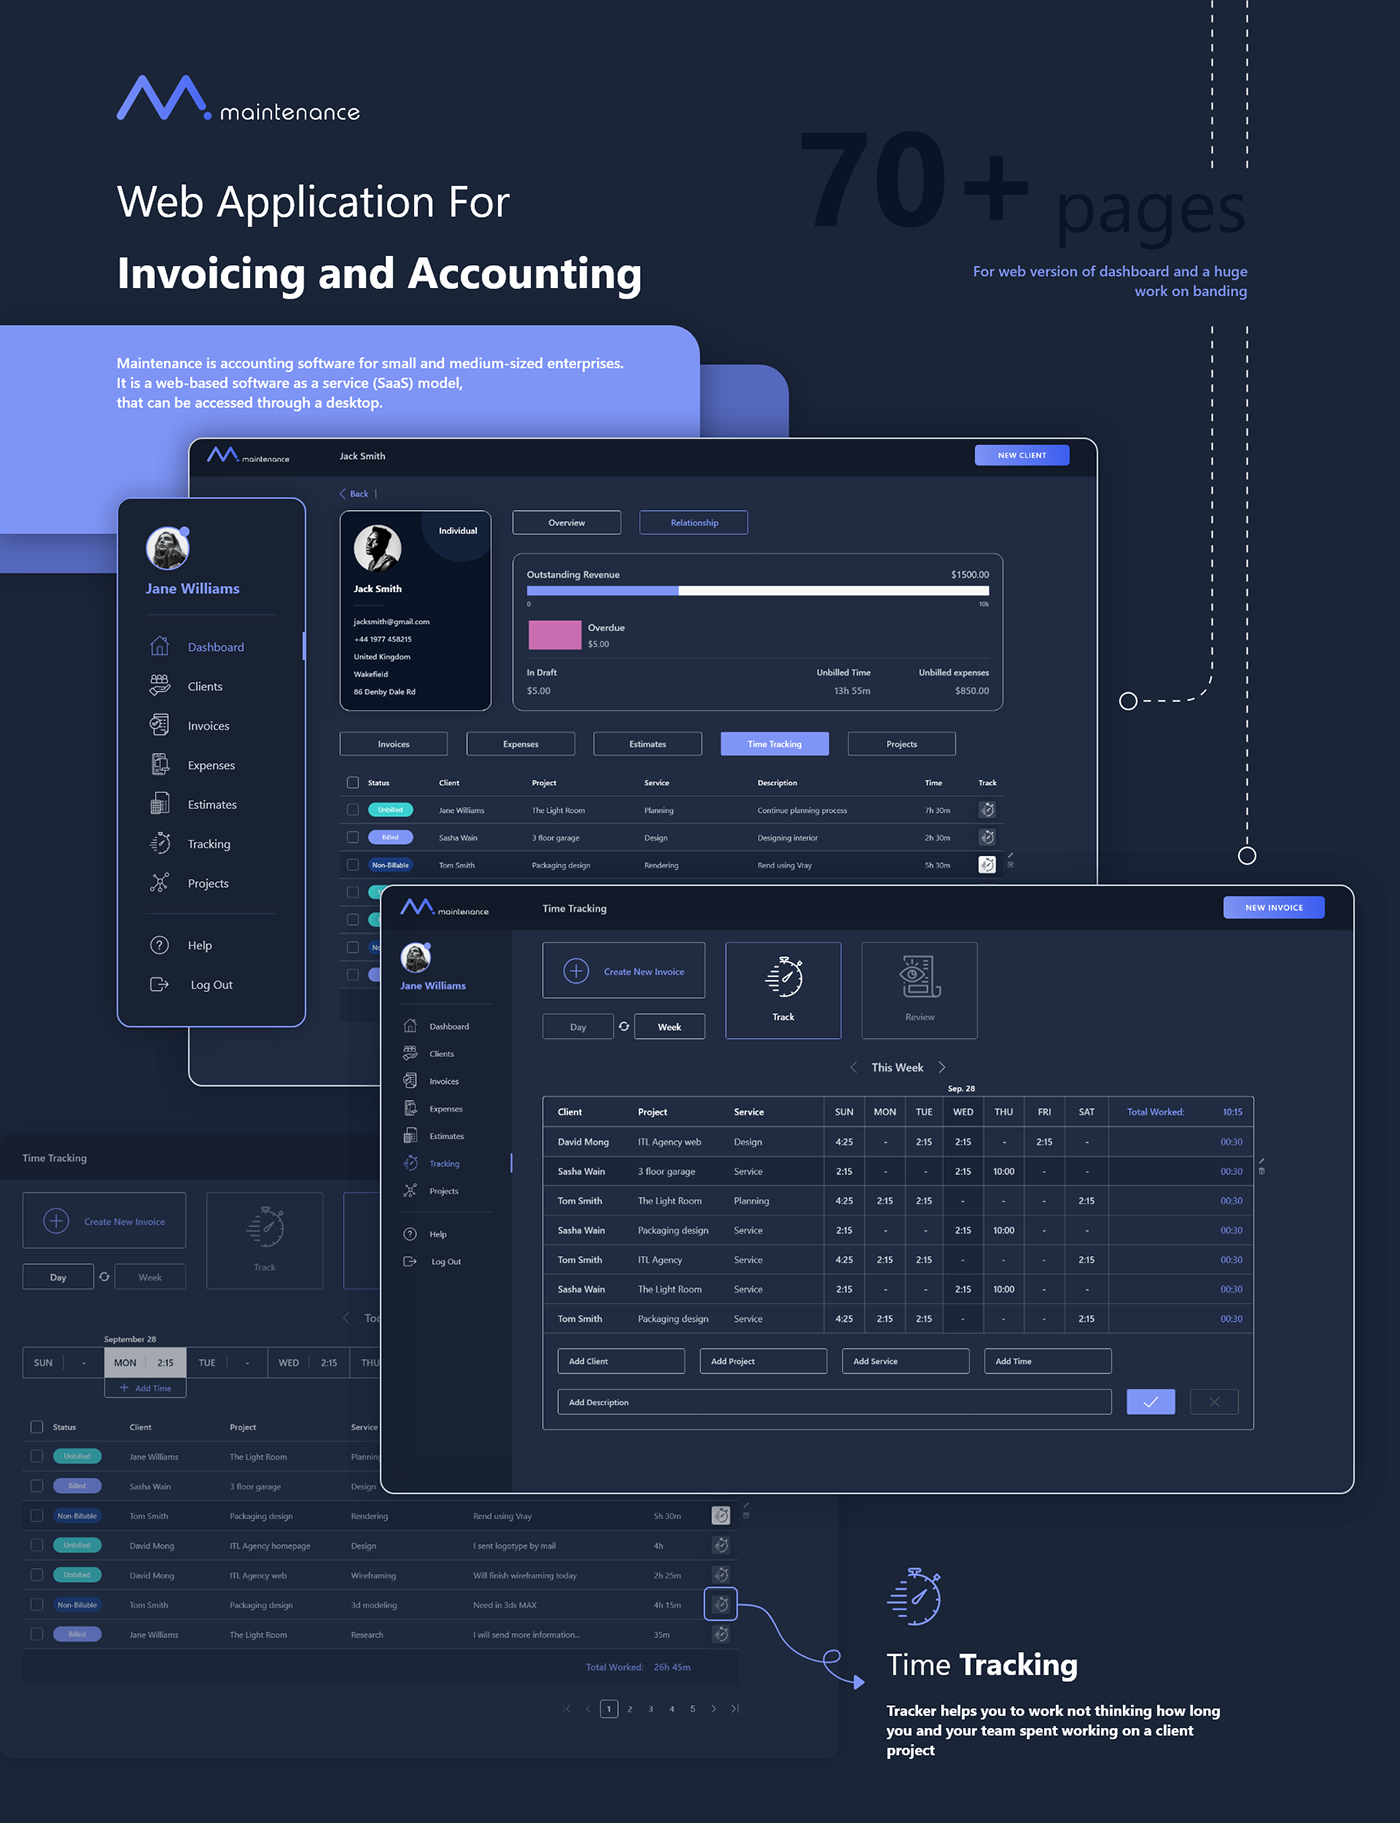 maintenance
Web Application For
Invoicing and Accounting
70+ pages
For web version of dashboard and a huge
work on banding
Maintenance is accounting software for small and medium-sized enterprises.
It is a web-based software as a service (SaaS) model,
that can be accessed through a desktop.
maintenance
Jack Smith
NEW CLIENT
Back
Individual
Jack Smith
jacksmith@gmail.com
+44 1977 458215
United Kingdom
Wakefield
86 Denby Dale Rd
Overview
Relationship
Outstanding Revenue $1500.00
0 10k
Overdue
$5.00
In Draft Unbilled Time Unbilled expenses
$5.00 13h 55m $850.00
Invoices Expenses Estimates Time Tracking Projects
Status Client Project Service Description Time Track
Unbilled Jane Williams The Light Room Planning Continue planning process 7h 30m
Billed Sasha Wain 3 floor garage Design Designing interior 2h 30m
Non-Billable Tom Smith Packaging design Rendering Rend using Vray 5h 30m
Jane Williams
Dashboard
Clients
Invoices
Expenses
Estimates
Tracking
Projects
Help
Log Out
maintenance
Time Tracking
NEW INVOICE
Jane Williams
Dashboard
Clients
Invoices
Expenses
Estimates
Tracking
Projects
Help
Log Out
Create New Invoice
Day Week
Track
Review
This Week
Sep. 28
Client Project Service SUN MON TUE WED THU FRI SAT Total Worked: 10:15
David Mong ITL Agency web Design 4:25 - 2:15 2:15 - 2:15 - 00:30
Sasha Wain 3 floor garage Service 2:15 - - 2:15 10:00 - - 00:30
Tom Smith The Light Room Planning 4:25 2:15 2:15 - - - 2:15 00:30
Sasha Wain Packaging design Service 2:15 - - 2:15 10:00 - - 00:30
Tom Smith ITL Agency Service 4:25 2:15 2:15 - - - 2:15 00:30
Sasha Wain The Light Room Service 2:15 - - 2:15 10:00 - - 00:30
Tom Smith Packaging design Service 4:25 2:15 2:15 - - - 2:15 00:30
Add Client Add Project Add Service Add Time
Add Description
Time Tracking
Create New Invoice
Day Week
Track
September 28
SUN - MON 2:15 TUE - WED 2:15 THU
+ Add Time
Status Client Project Service
Unbilled Jane Williams The Light Room Planning
Billed Sasha Wain 3 floor garage Design
Non-Billable Tom Smith Packaging design Rendering Rend using Vray 5h 30m
Unbilled David Mong ITL Agency homepage Design I sent logotype by mail 4h
Unbilled David Mong ITL Agency web Wireframing Will finish wireframing today 2h 25m
Non-Billable Tom Smith Packaging design 3d modeling Need in 3ds MAX 4h 15m
Billed Jane Williams The Light Room Research I will send more information... 35m
Total Worked: 26h 45m
1 2 3 4 5
Time Tracking
Tracker helps you to work not thinking how long
you and your team spent working on a client
project